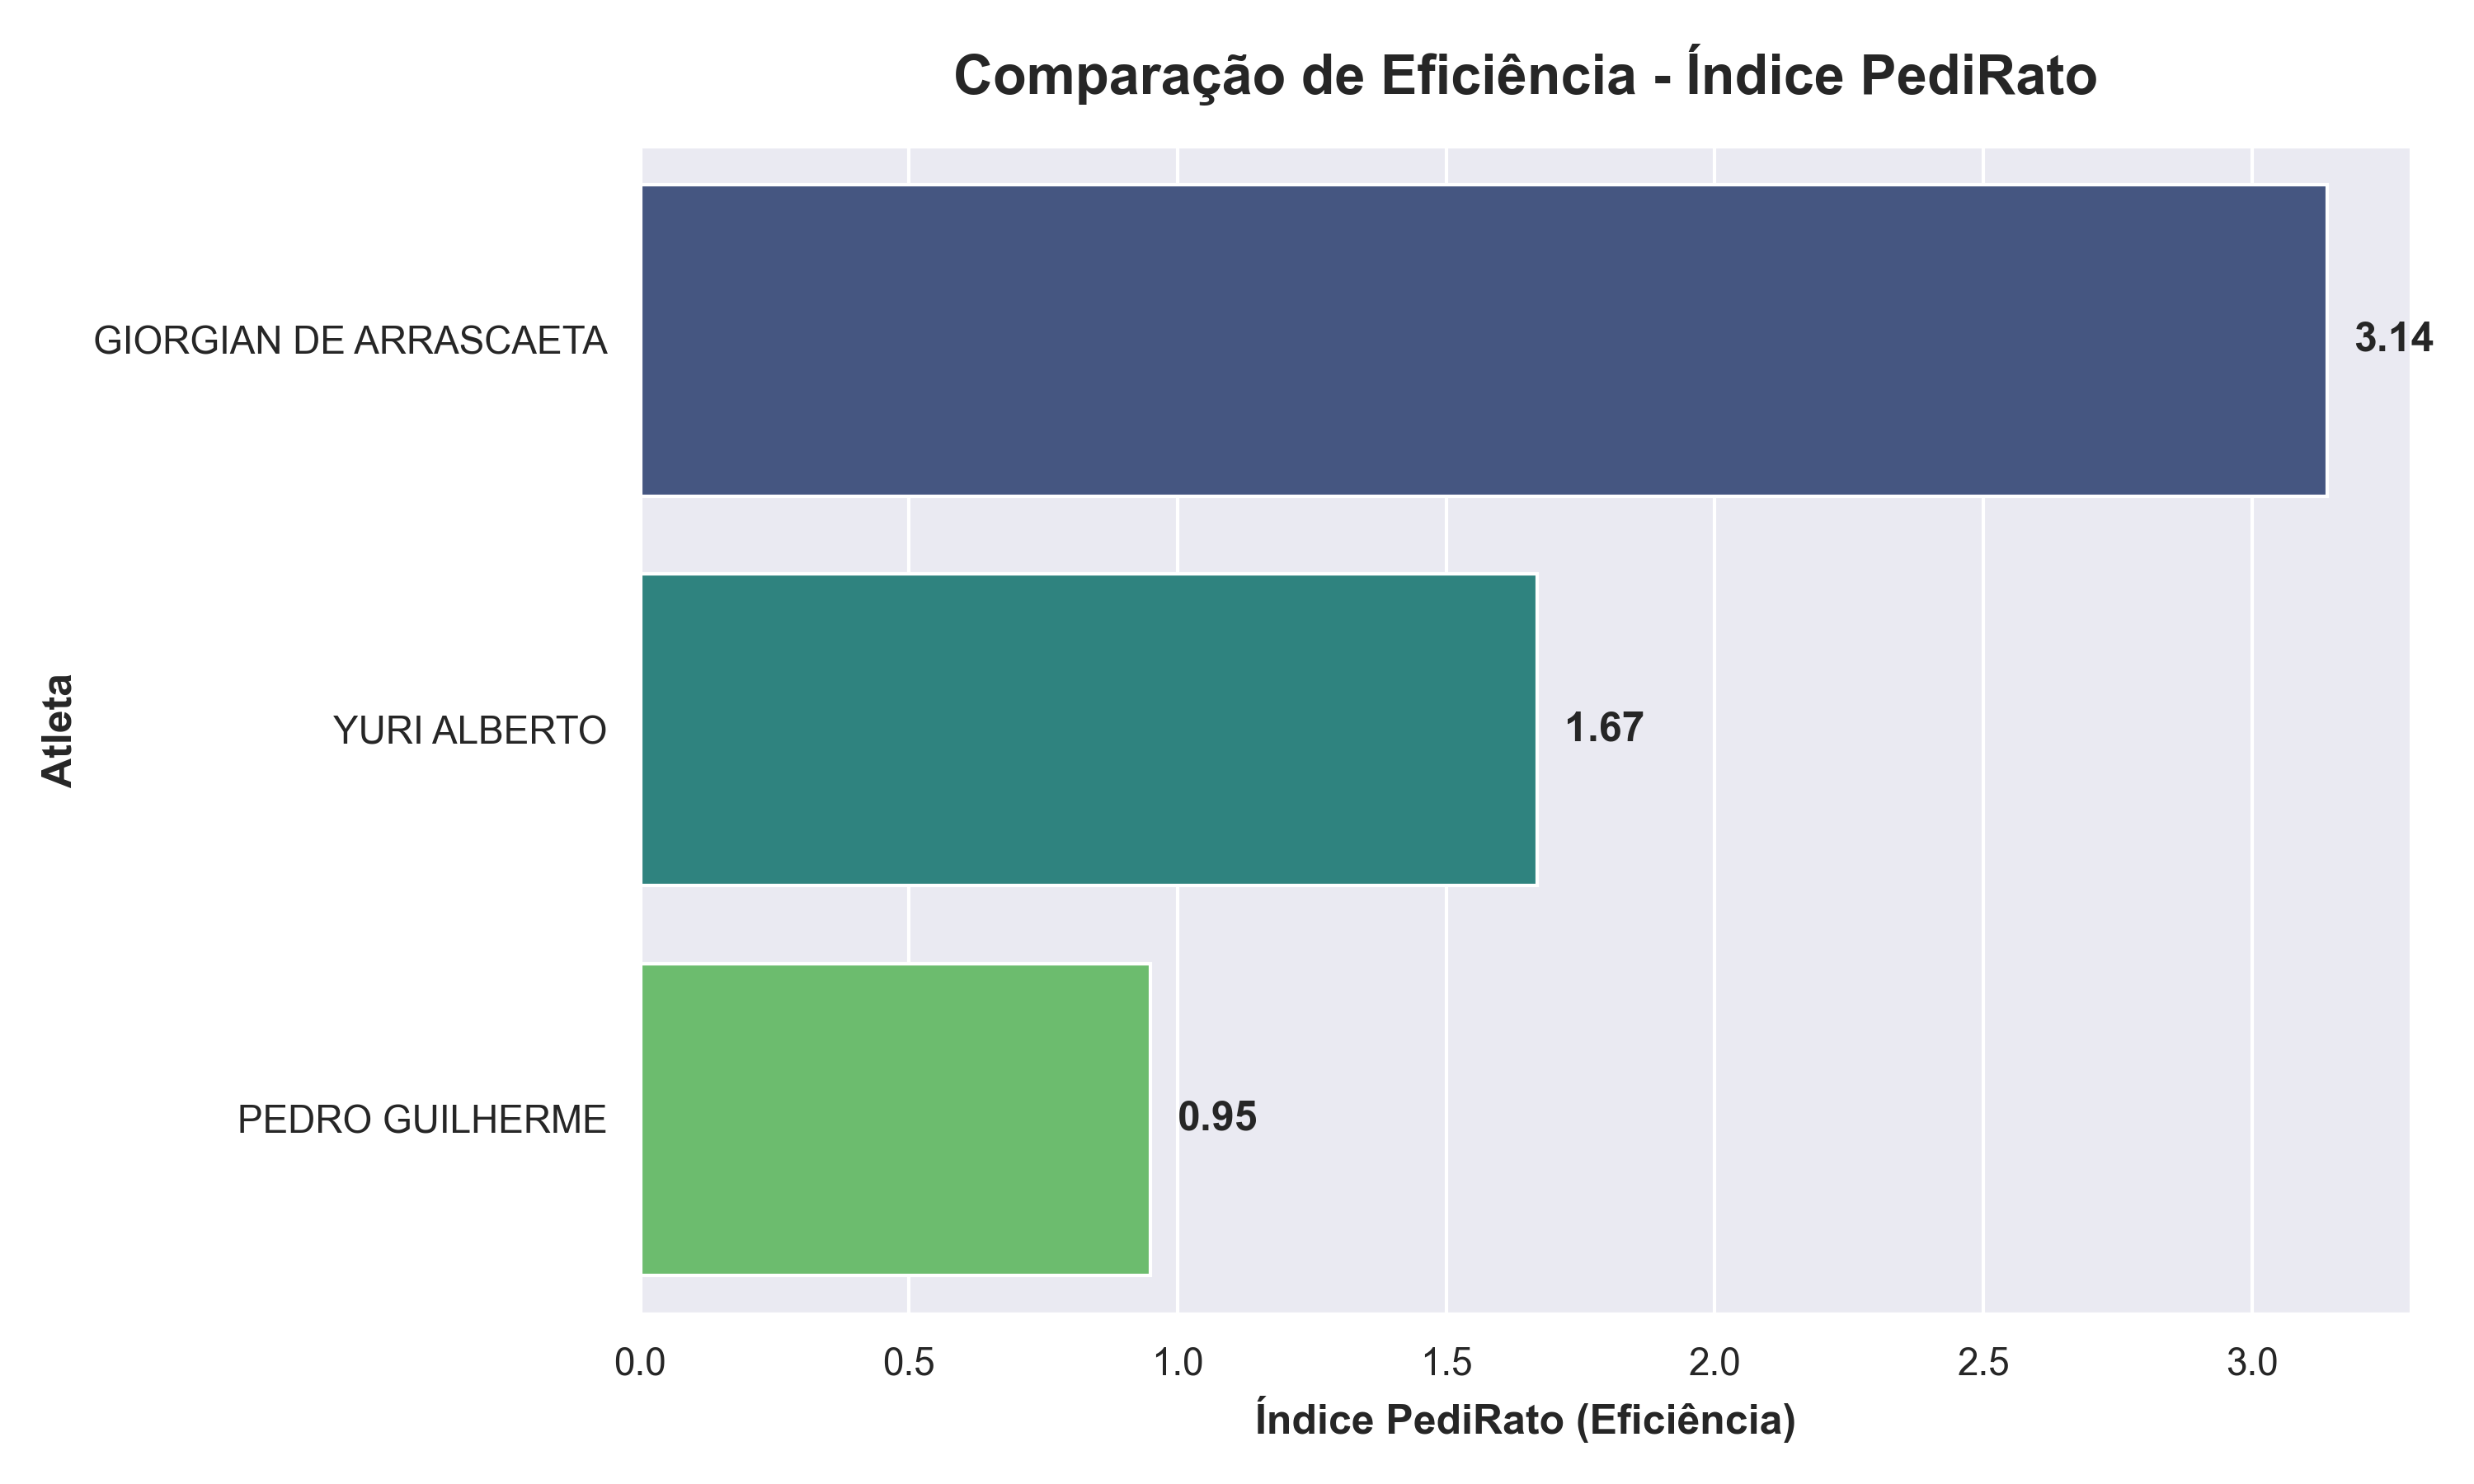 Comparação de Eficiência - Índice PediRato
GIORGIAN DE ARRASCAETA
3.14
YURI ALBERTO
1.67
PEDRO GUILHERME
0.95
Atleta
0.0 0.5 1.0 1.5 2.0 2.5 3.0
Índice PediRato (Eficiência)